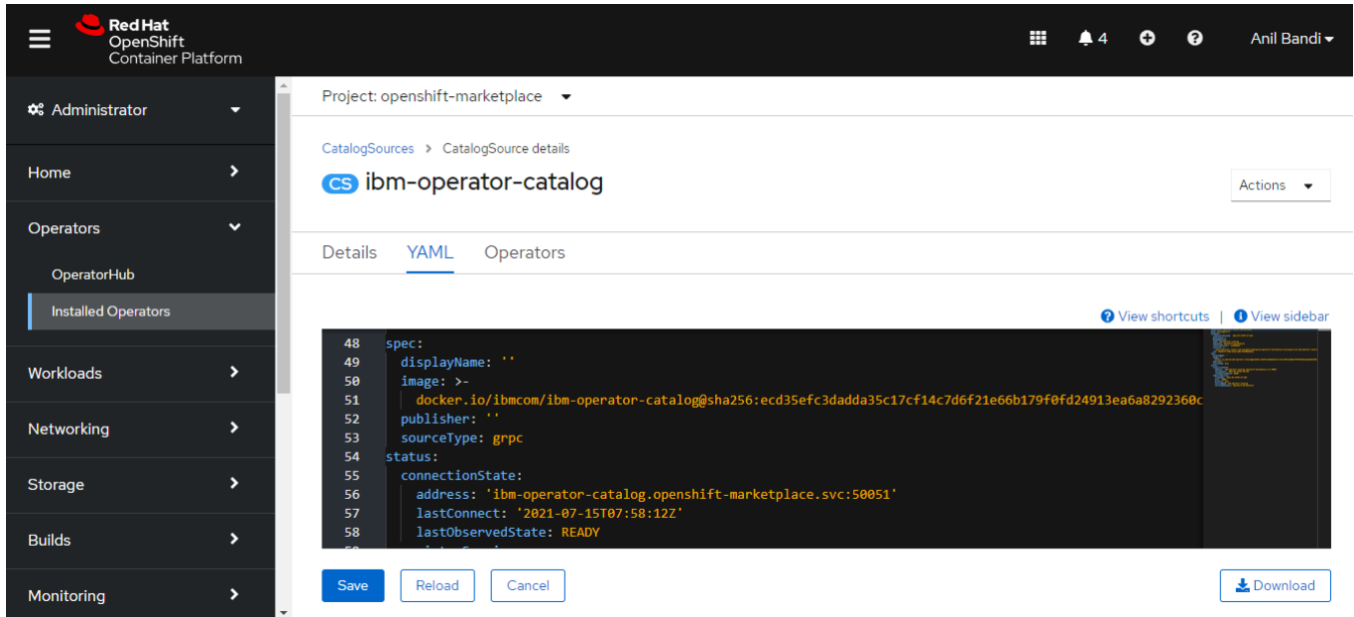 Red Hat
OpenShift
Container Platform
4
Anil Bandi
Administrator
Home
Operators
OperatorHub
Installed Operators
Workloads
Networking
Storage
Builds
Monitoring
Project: openshift-marketplace
CatalogSources > CatalogSource details
CS ibm-operator-catalog
Actions
Details YAML Operators
View shortcuts | View sidebar
48 spec:
49 displayName: ''
50 image: >-
51 docker.io/ibmcom/ibm-operator-catalog@sha256:ecd35efc3dadda35c17cf14c7d6f21e66b179f0fd24913ea6a8292360c
52 publisher: ''
53 sourceType: grpc
54 status:
55 connectionState:
56 address: 'ibm-operator-catalog.openshift-marketplace.svc:50051'
57 lastConnect: '2021-07-15T07:58:12Z'
58 lastObservedState: READY
Save Reload Cancel Download